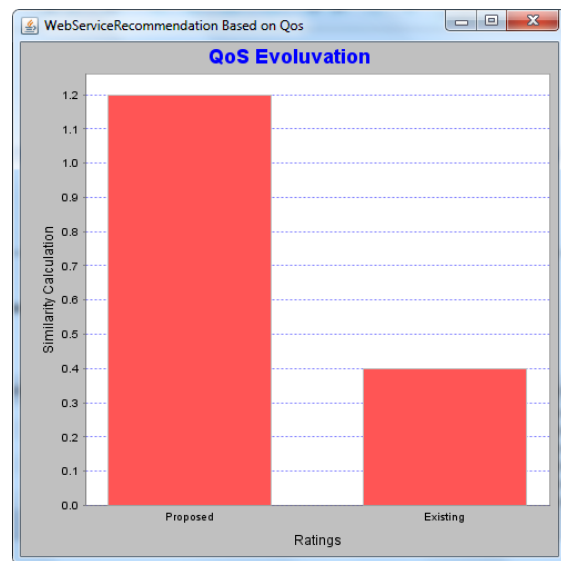 WebServiceRecommendation Based on Qos
QoS Evoluvation
Similarity Calculation
1.2
1.1
1.0
0.9
0.8
0.7
0.6
0.5
0.4
0.3
0.2
0.1
0.0
Proposed Existing
Ratings